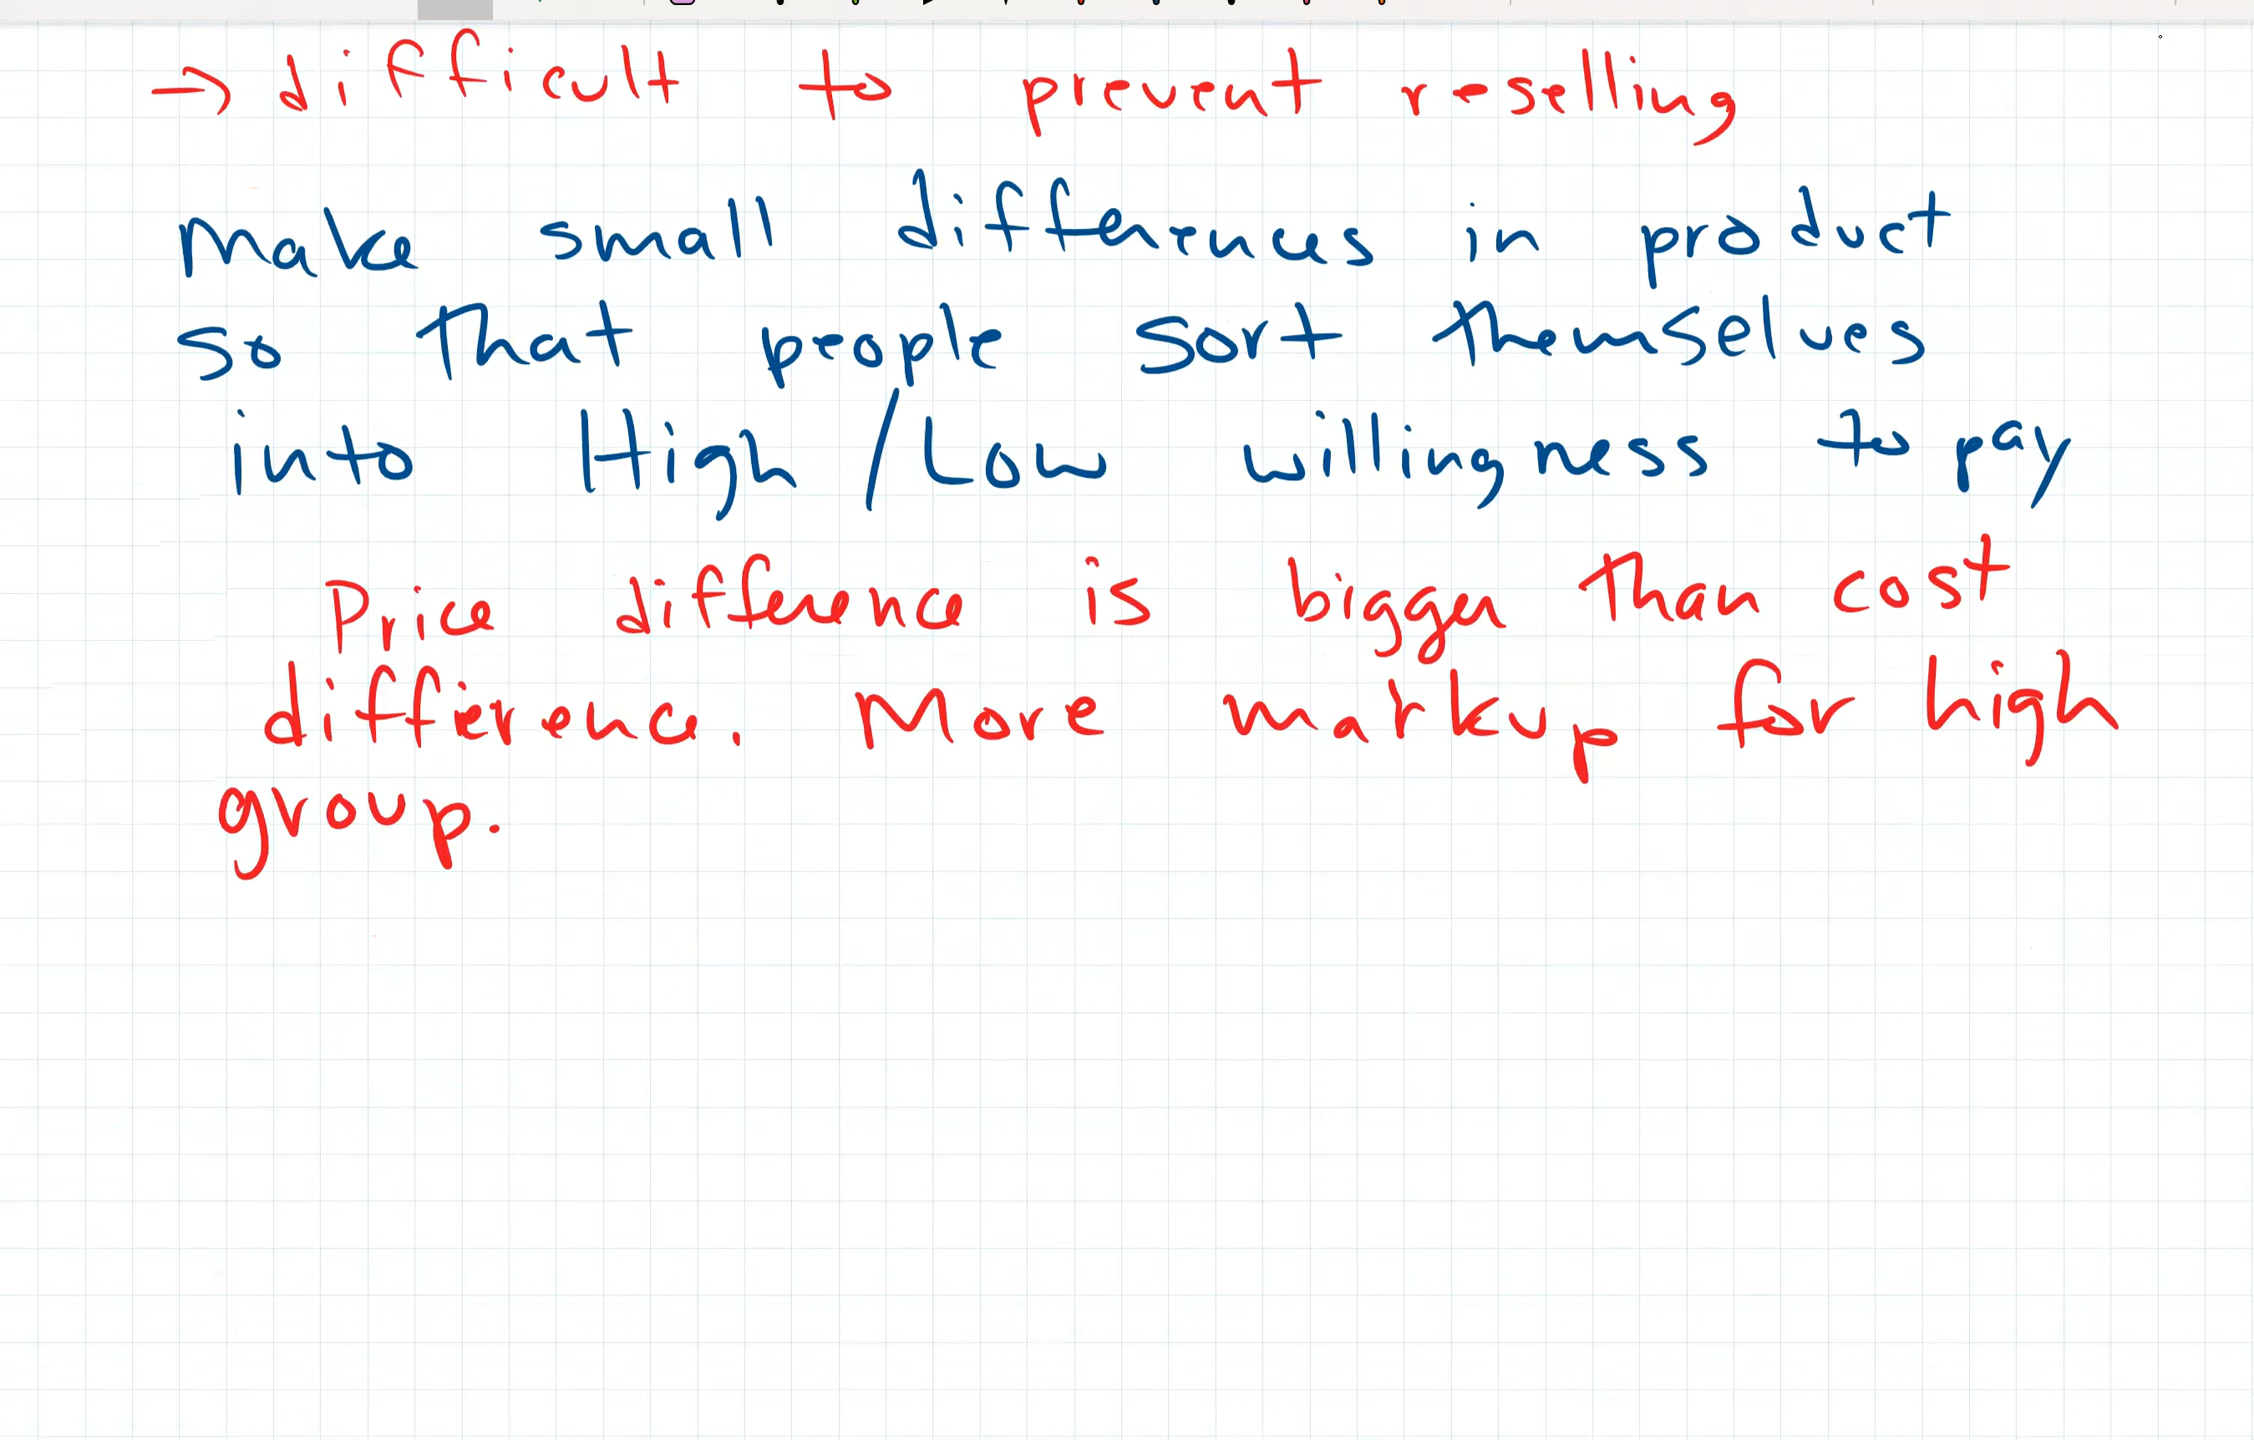 → difficult to prevent reselling
Make small differences in product
so that people sort themselves
into High/Low willingness to pay
Price difference is bigger than cost
difference. More markup for high
group.